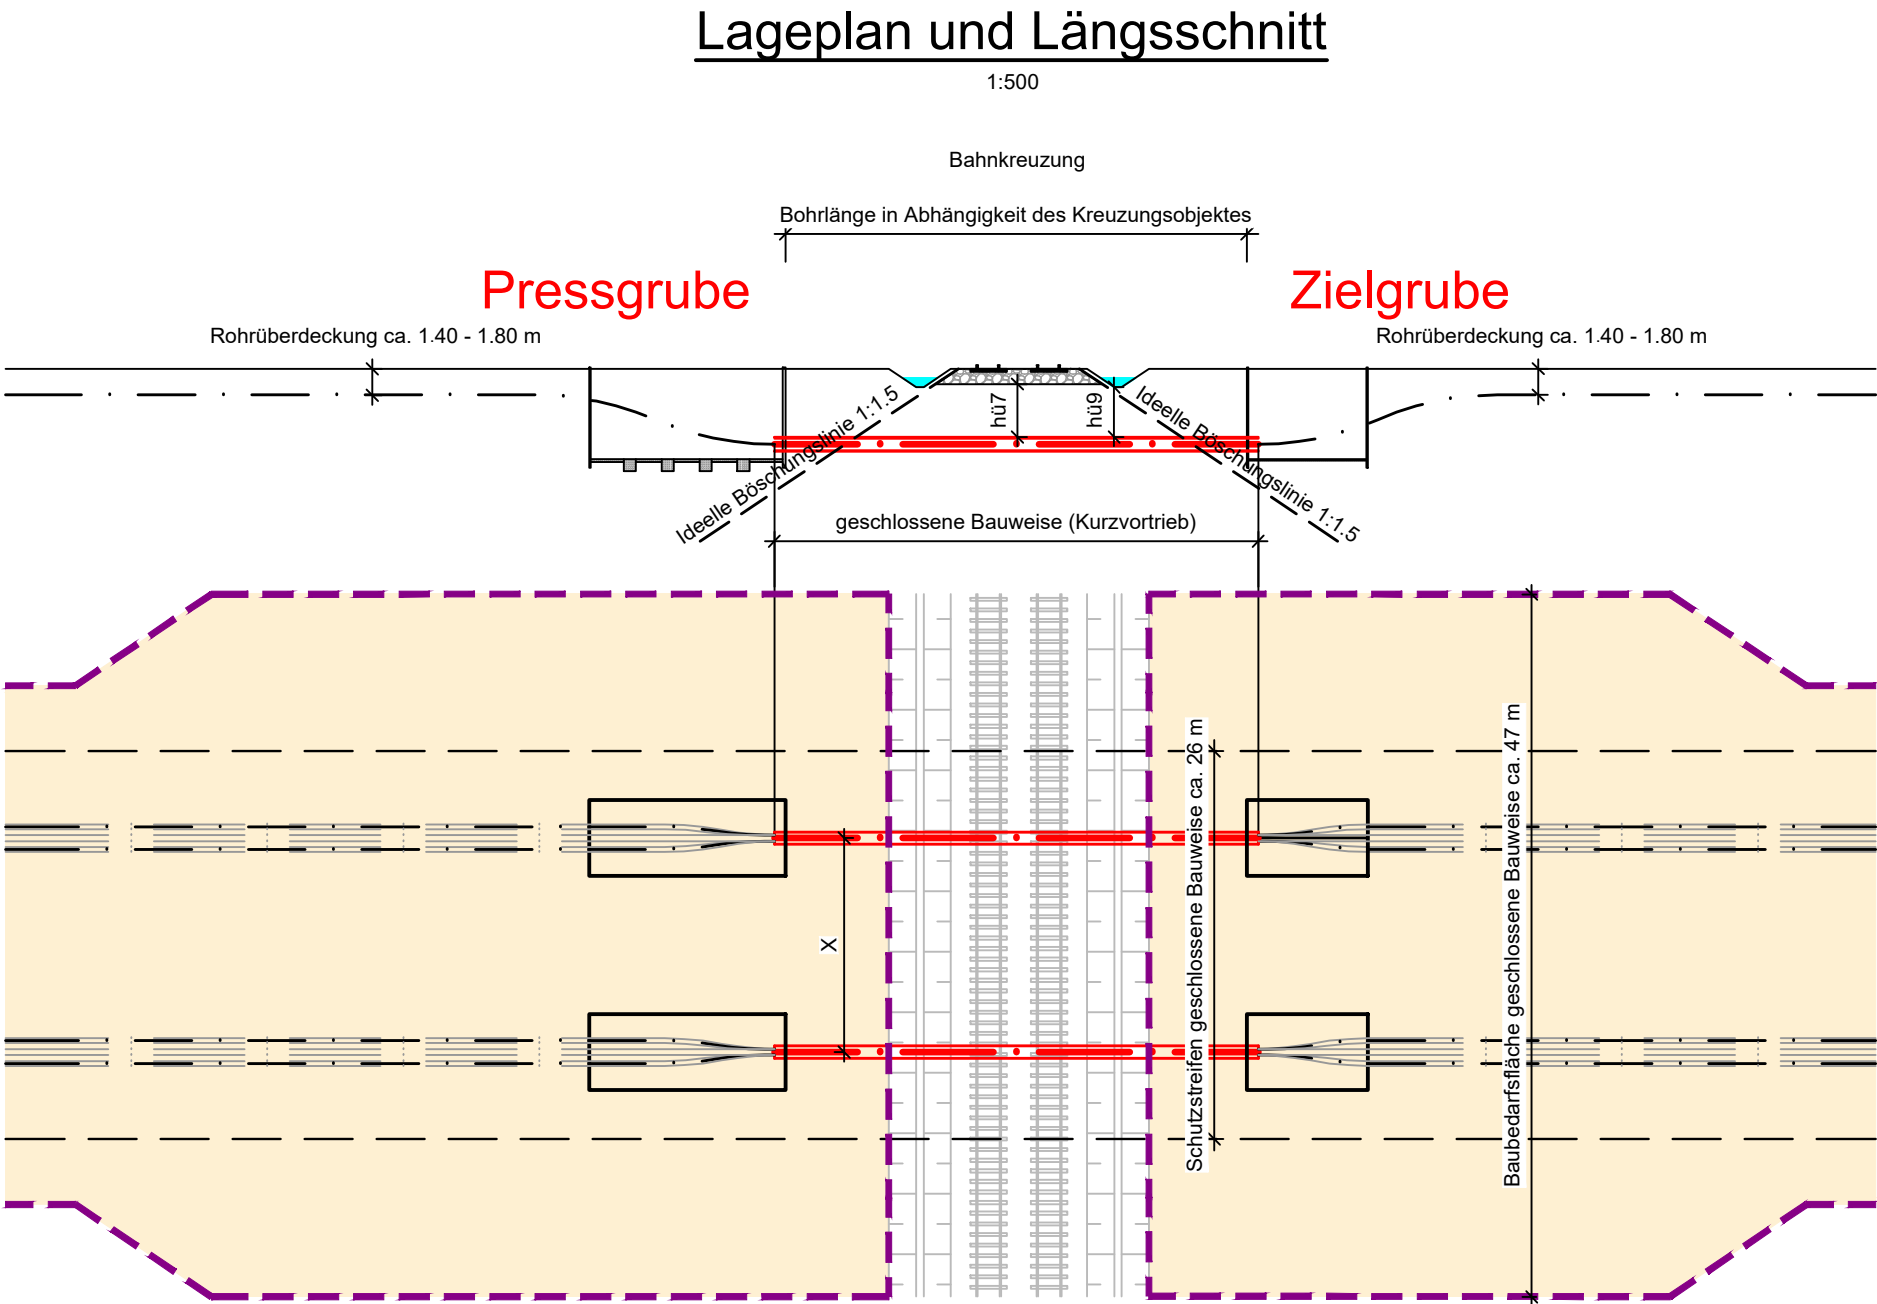 Lageplan und Längsschnitt
1:500
Bahnkreuzung
Bohrlänge in Abhängigkeit des Kreuzungsobjektes
Pressgrube
Zielgrube
Rohrüberdeckung ca. 1.40 - 1.80 m
Rohrüberdeckung ca. 1.40 - 1.80 m
hü7
hü9
Ideelle Böschungslinie 1:1.5
Ideelle Böschungslinie 1:1.5
geschlossene Bauweise (Kurzvortrieb)
X
Schutzstreifen geschlossene Bauweise ca. 26 m
Baubedarfsfläche geschlossene Bauweise ca. 47 m